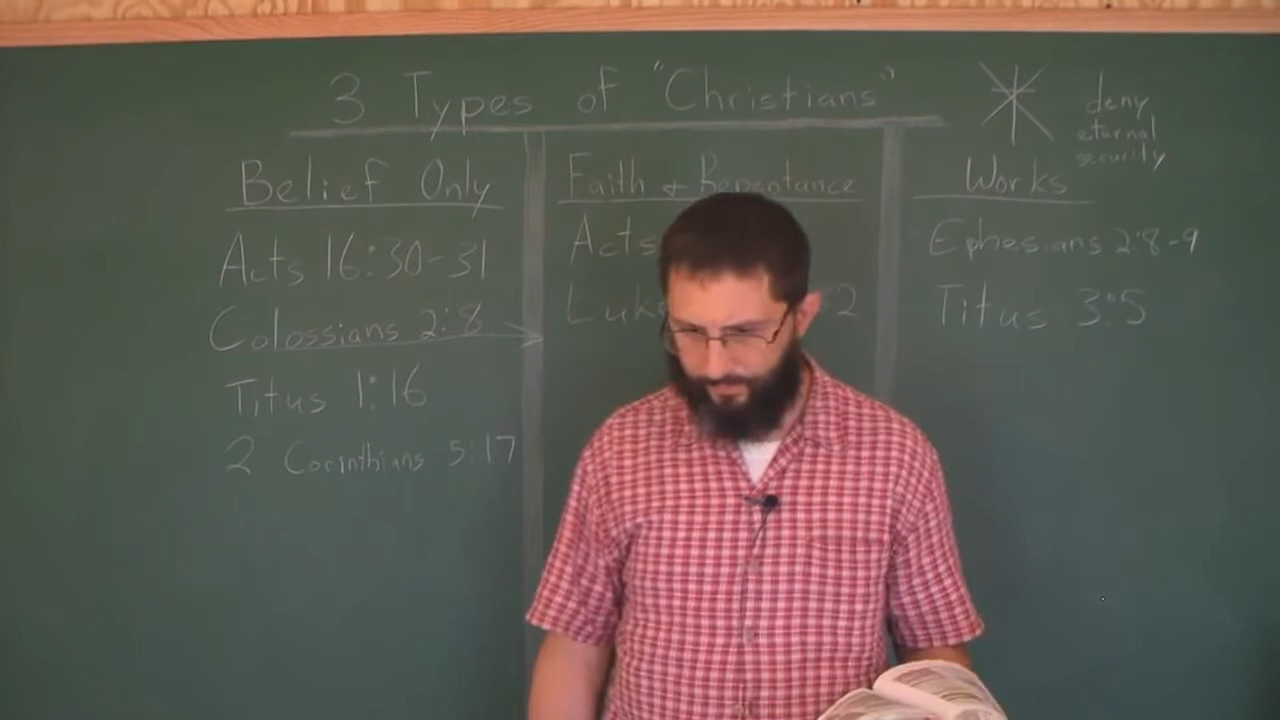 3 Types of "Christians"
deny
eternal
security
Belief Only
Faith & Repentance
Works
Acts 16:30-31
Acts
Ephesians 2:8-9
Colossians 2:8
Titus 3:5
Titus 1:16
2 Corinthians 5:17